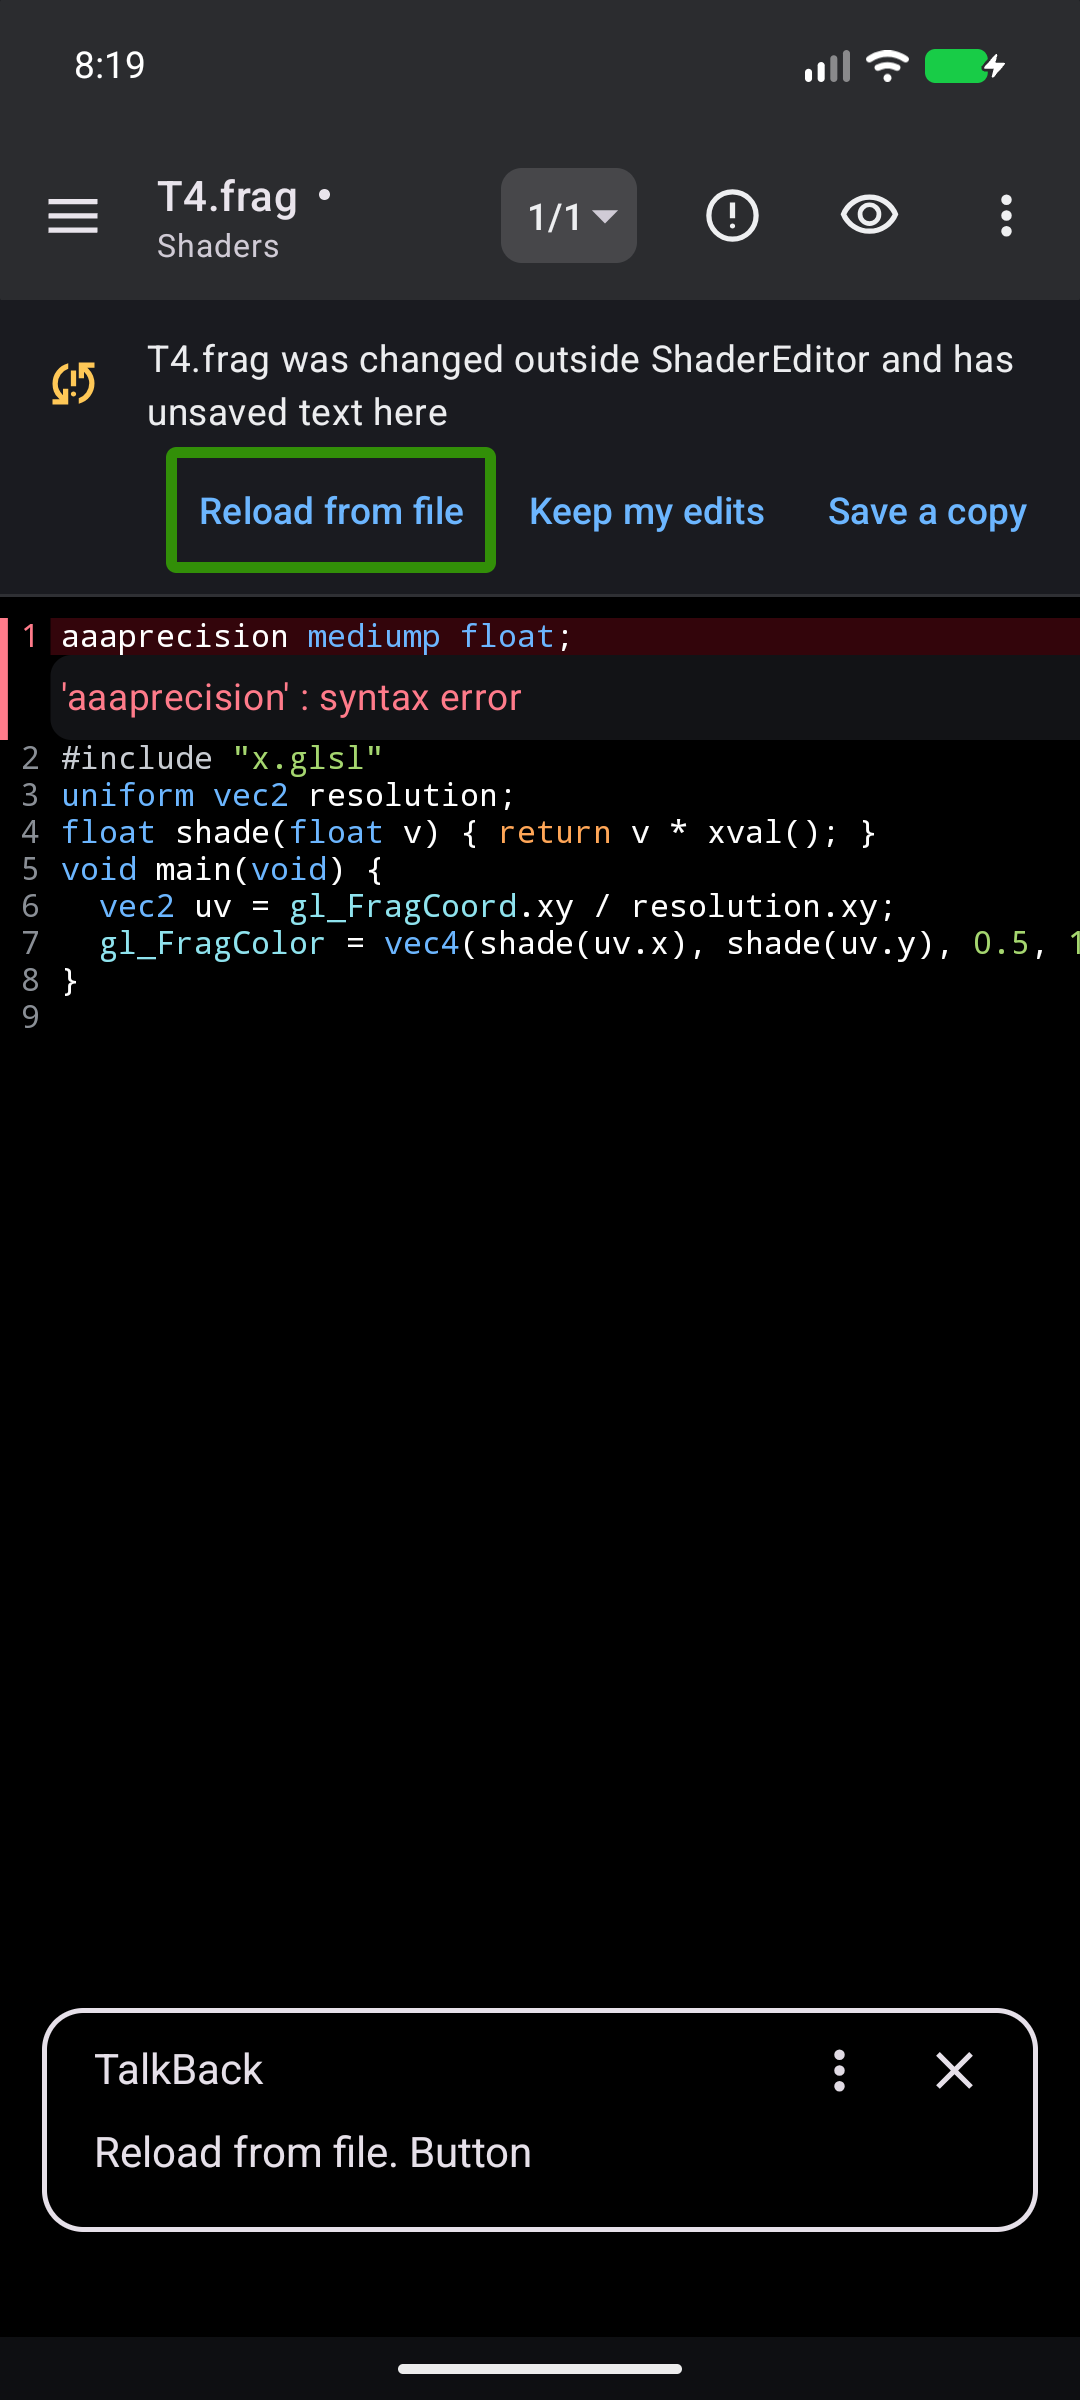 8:19
T4.frag •
Shaders
1/1
T4.frag was changed outside ShaderEditor and has
unsaved text here
Reload from file Keep my edits Save a copy
1 aaaprecision mediump float;
'aaaprecision' : syntax error
2 #include "x.glsl"
3 uniform vec2 resolution;
4 float shade(float v) { return v * xval(); }
5 void main(void) {
6 vec2 uv = gl_FragCoord.xy / resolution.xy;
7 gl_FragColor = vec4(shade(uv.x), shade(uv.y), 0.5, 1
8 }
9
TalkBack
Reload from file. Button